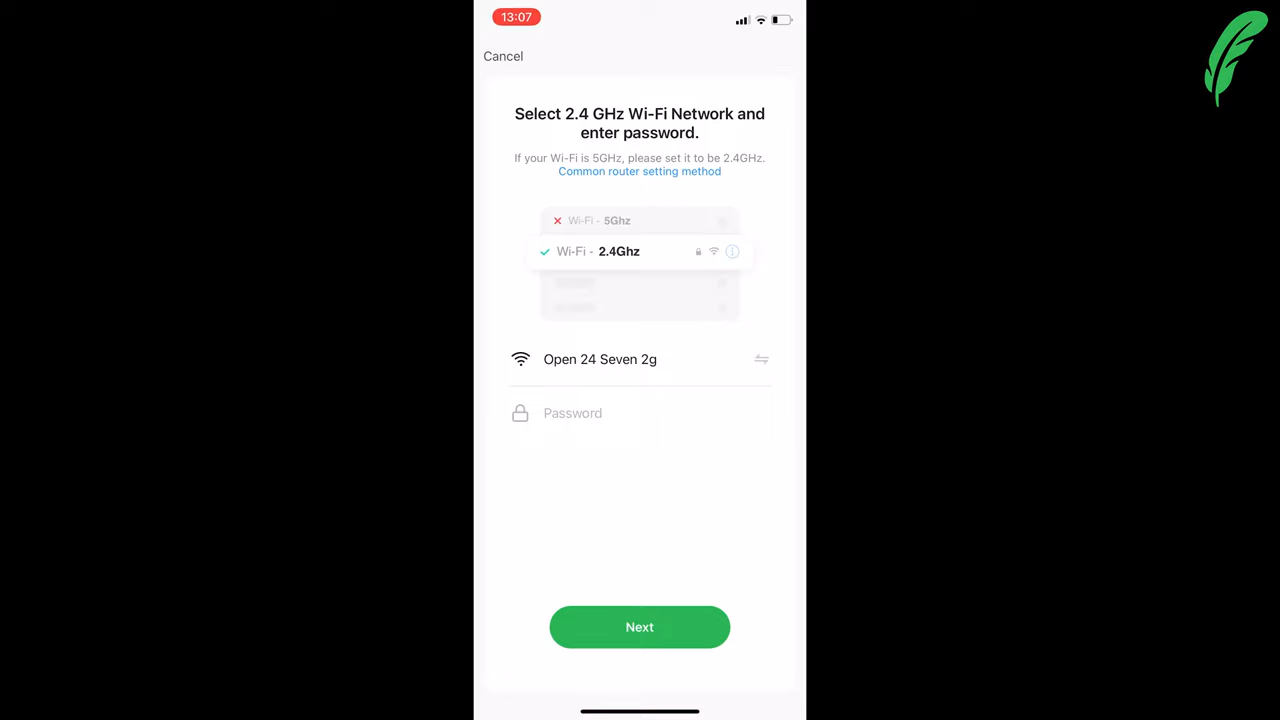 13:07
Cancel
Select 2.4 GHz Wi-Fi Network and
enter password.
If your Wi-Fi is 5GHz, please set it to be 2.4GHz.
Common router setting method
Wi-Fi - 5Ghz
Wi-Fi - 2.4Ghz
Open 24 Seven 2g
Password
Next